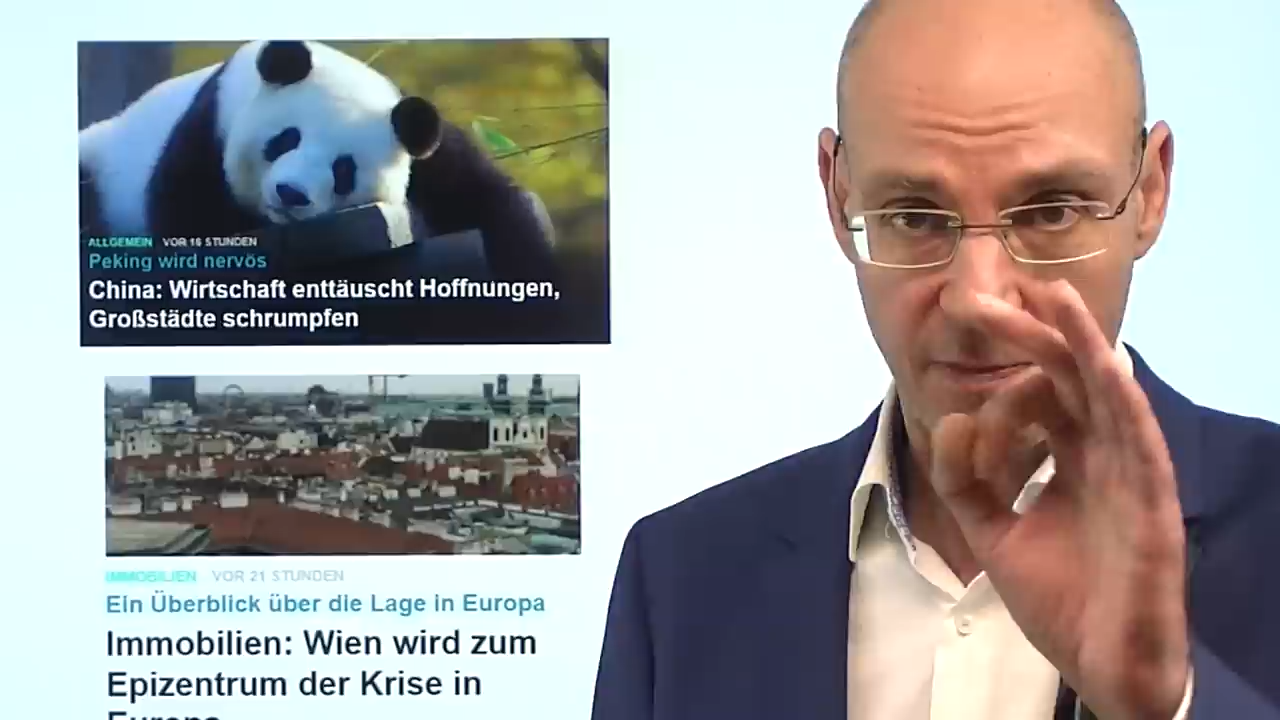 ALLGEMEIN VOR 16 STUNDEN
Peking wird nervös
China: Wirtschaft enttäuscht Hoffnungen,
Großstädte schrumpfen
IMMOBILIEN VOR 21 STUNDEN
Ein Überblick über die Lage in Europa
Immobilien: Wien wird zum
Epizentrum der Krise in
Europa